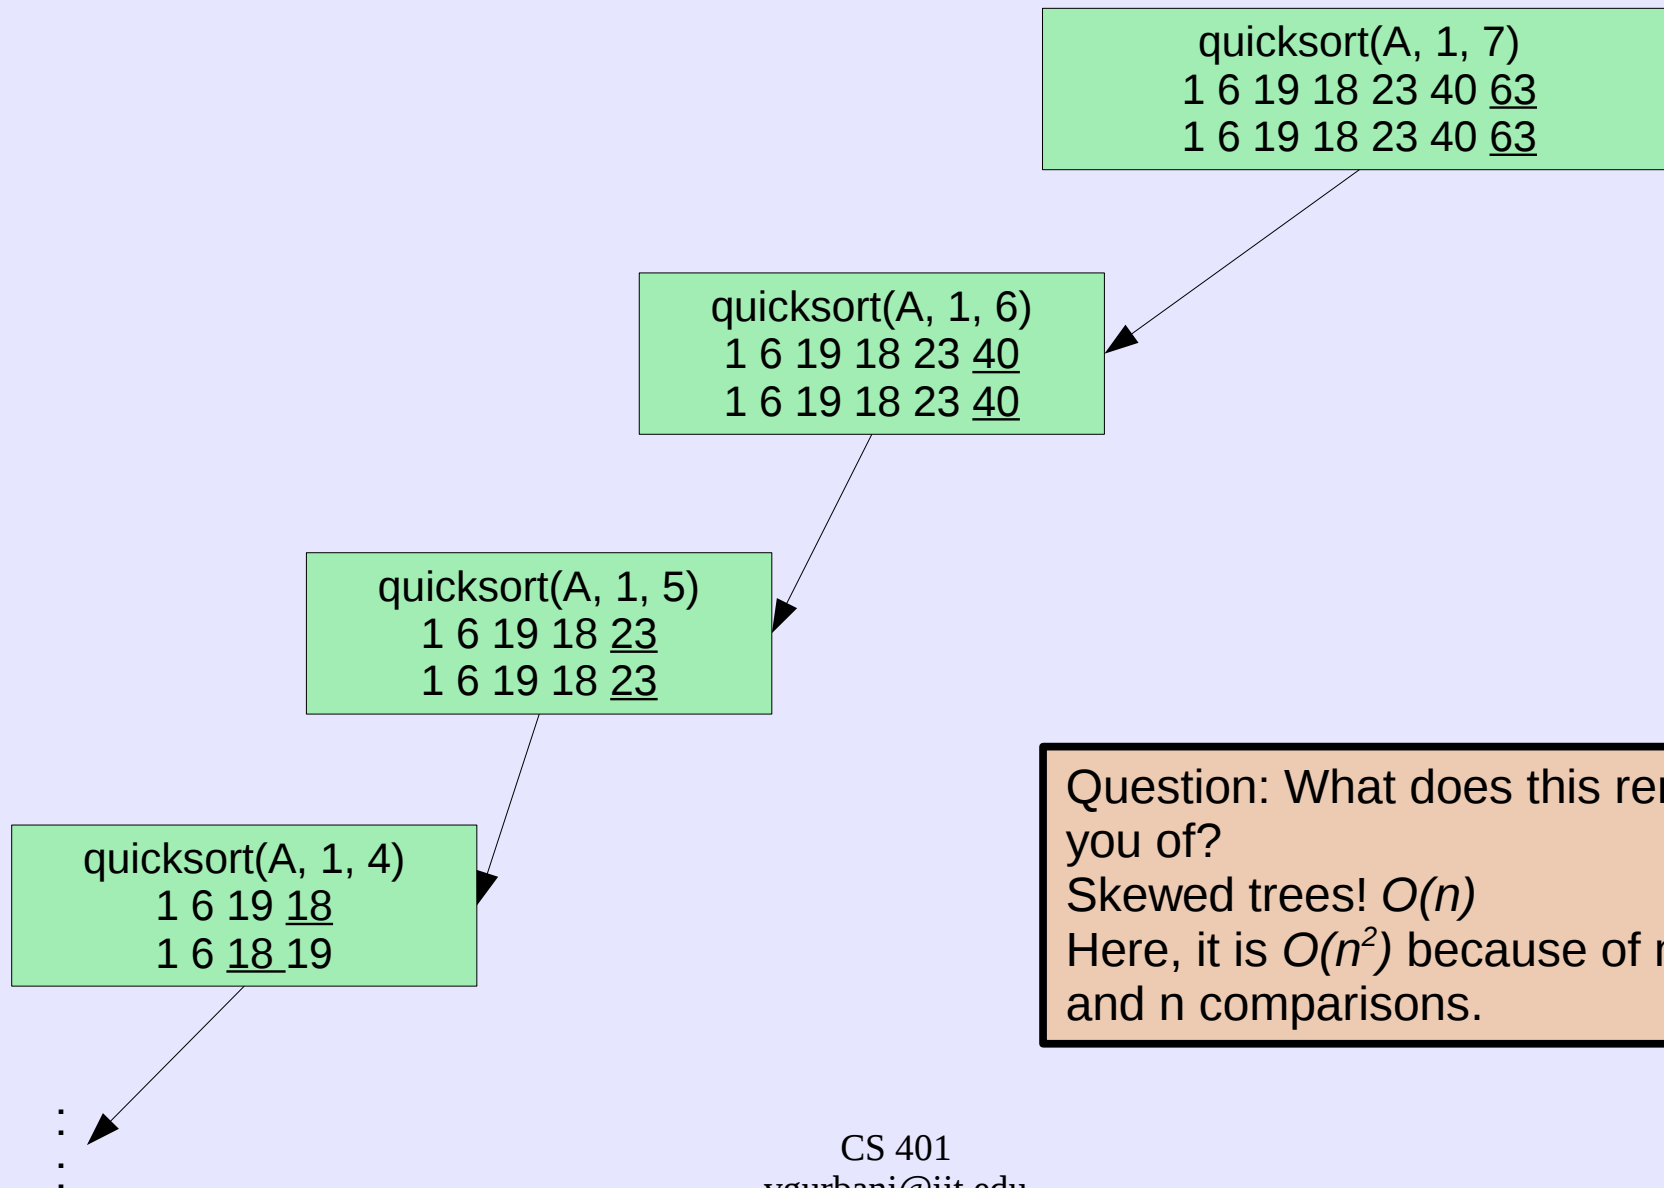 quicksort(A, 1, 7)
1 6 19 18 23 40 63
1 6 19 18 23 40 63
quicksort(A, 1, 6)
1 6 19 18 23 40
1 6 19 18 23 40
quicksort(A, 1, 5)
1 6 19 18 23
1 6 19 18 23
quicksort(A, 1, 4)
1 6 19 18
1 6 18 19
Question: What does this
you of?
Skewed trees! O(n)
Here, it is O(n²) because of
and n comparisons.
:
:
CS 401
vgurbani@iit.edu